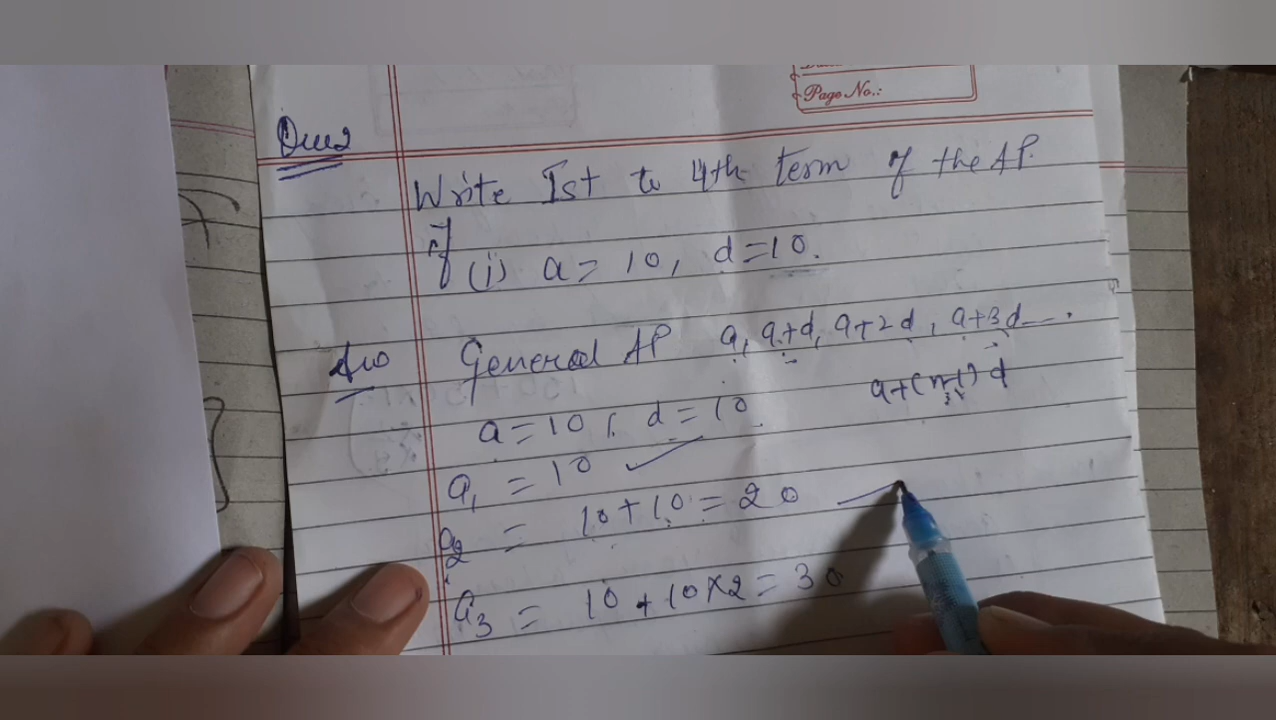 Page No.:
Que2
Write Ist to 4th term of the AP.
if (i) a = 10, d = 10.
Ans General AP a, a+d, a+2d, a+3d ---.
a+(n-1)d
a = 10, d = 10
a1 = 10 ✓
a2 = 10 + 10 = 20
a3 = 10 + 10×2 = 30